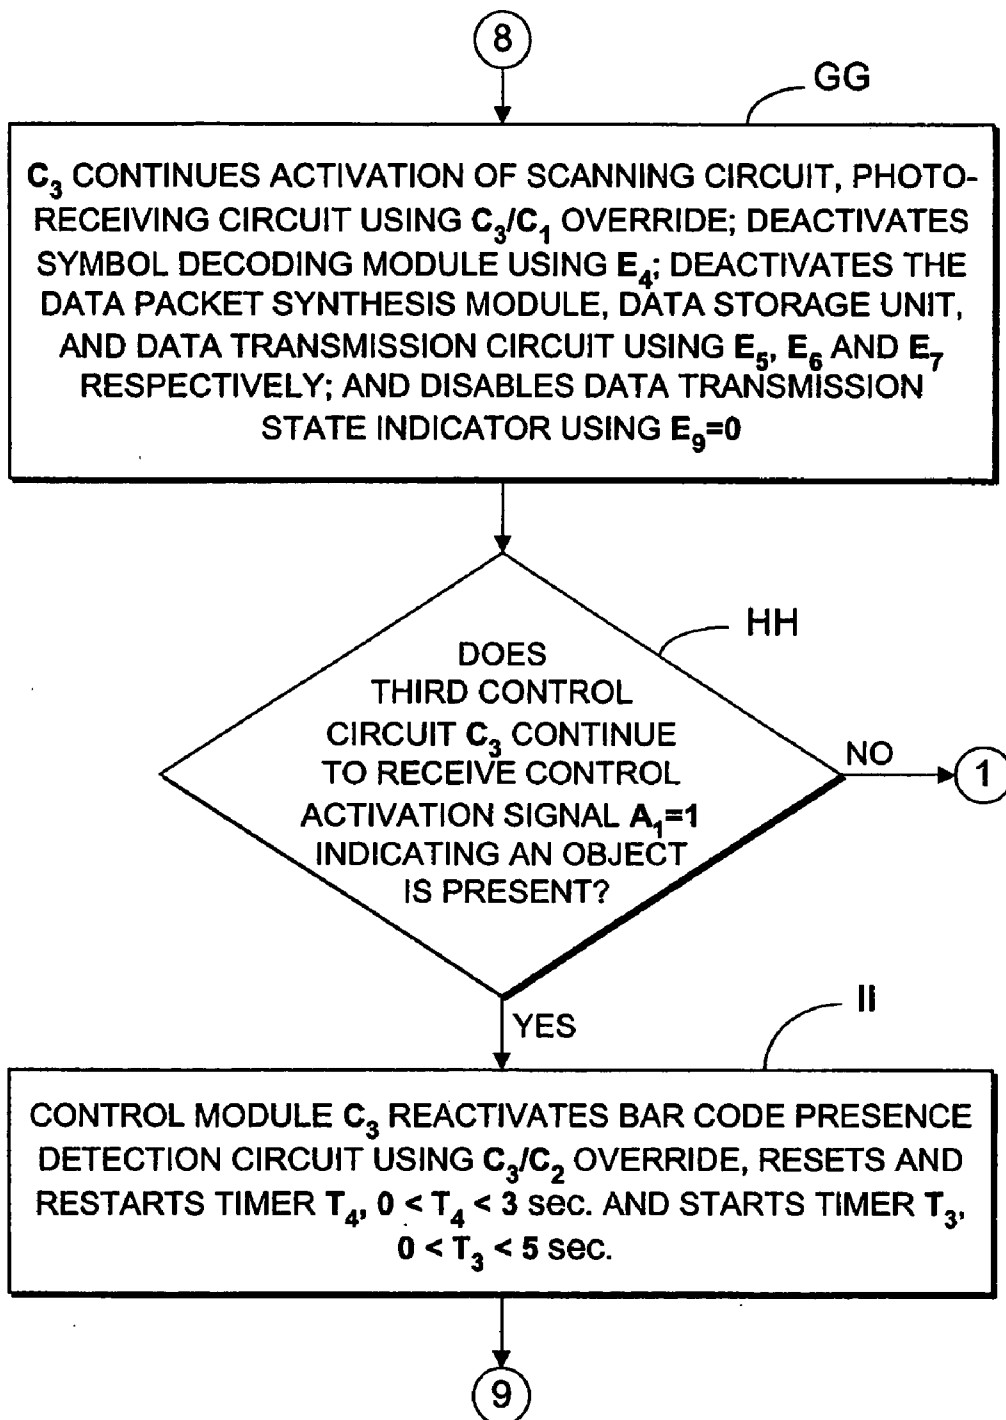 8
GG
C3 CONTINUES ACTIVATION OF SCANNING CIRCUIT, PHOTO-
RECEIVING CIRCUIT USING C3/C1 OVERRIDE; DEACTIVATES
SYMBOL DECODING MODULE USING E4; DEACTIVATES THE
DATA PACKET SYNTHESIS MODULE, DATA STORAGE UNIT,
AND DATA TRANSMISSION CIRCUIT USING E5, E6 AND E7
RESPECTIVELY; AND DISABLES DATA TRANSMISSION
STATE INDICATOR USING E9=0
HH
DOES
THIRD CONTROL
CIRCUIT C3 CONTINUE
TO RECEIVE CONTROL
ACTIVATION SIGNAL A1=1
INDICATING AN OBJECT
IS PRESENT?
NO
1
YES
II
CONTROL MODULE C3 REACTIVATES BAR CODE PRESENCE
DETECTION CIRCUIT USING C3/C2 OVERRIDE, RESETS AND
RESTARTS TIMER T4, 0 < T4 < 3 sec. AND STARTS TIMER T3,
0 < T3 < 5 sec.
9